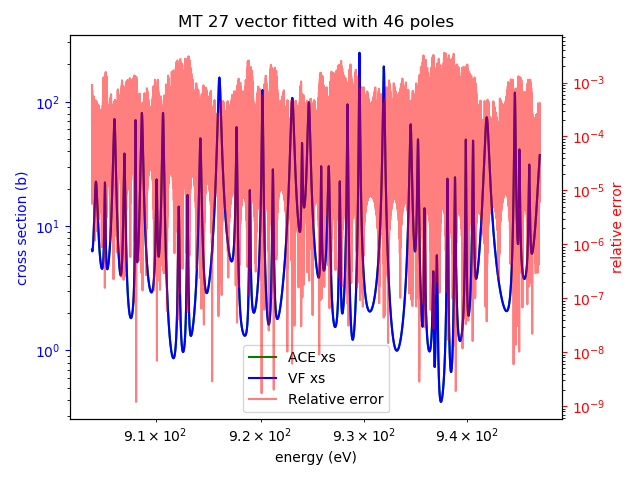 MT 27 vector fitted with 46 poles
cross section (b)
10²
10¹
10⁰
10⁻³
10⁻⁴
10⁻⁵
10⁻⁶
10⁻⁷
10⁻⁸
10⁻⁹
relative error
ACE xs
VF xs
Relative error
9.1 × 10² 9.2 × 10² 9.3 × 10² 9.4 × 10²
energy (eV)